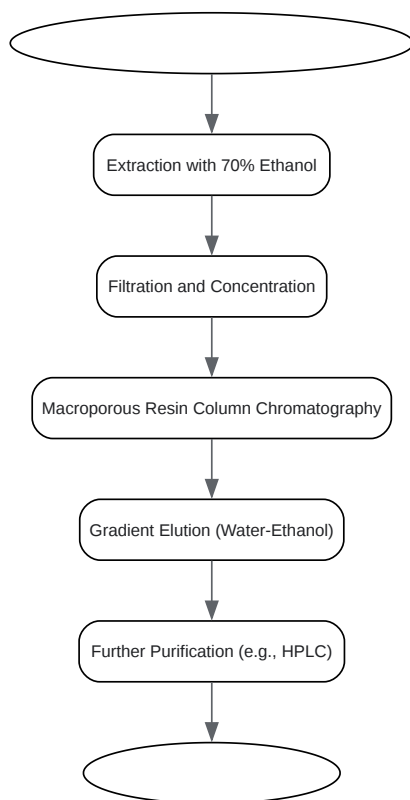 Extraction with 70% Ethanol
Filtration and Concentration
Macroporous Resin Column Chromatography
Gradient Elution (Water-Ethanol)
Further Purification (e.g., HPLC)